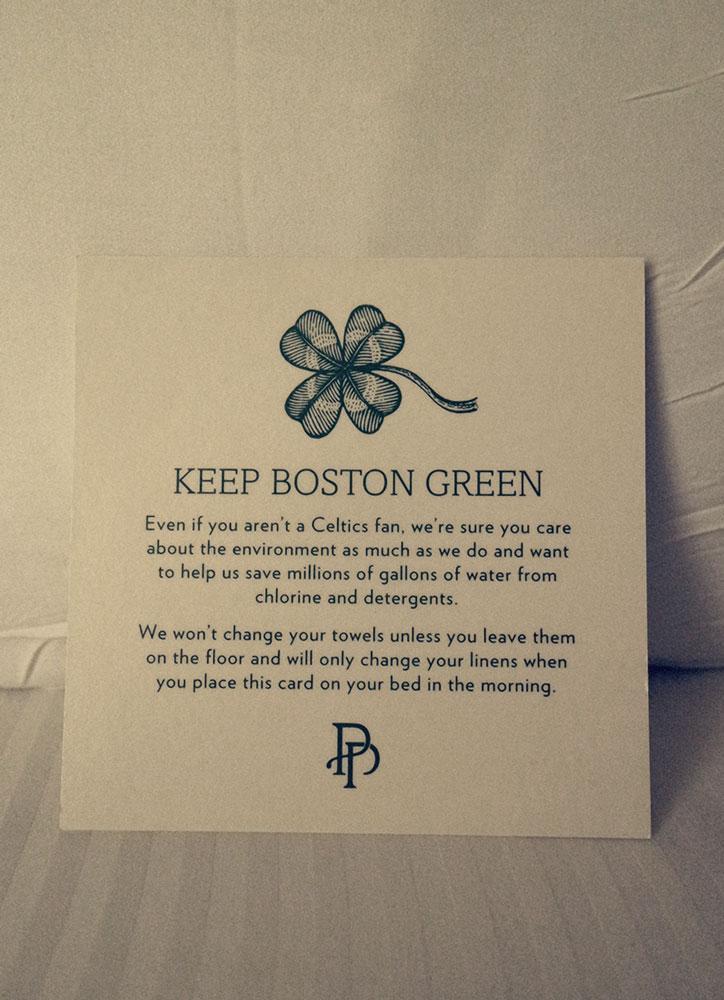 KEEP BOSTON GREEN
Even if you aren't a Celtics fan, we're sure you care
about the environment as much as we do and want
to help us save millions of gallons of water from
chlorine and detergents.
We won't change your towels unless you leave them
on the floor and will only change your linens when
you place this card on your bed in the morning.
PP